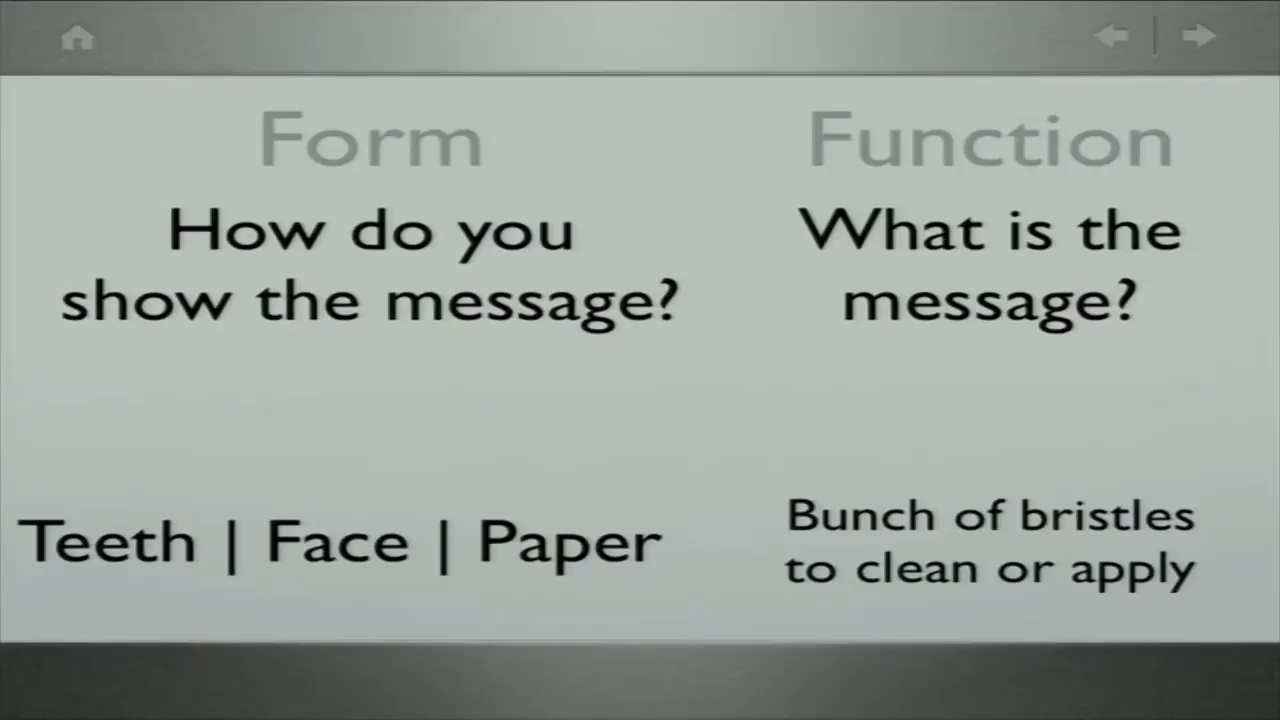 Form
How do you
show the message?
Function
What is the
message?
Teeth | Face | Paper
Bunch of bristles
to clean or apply